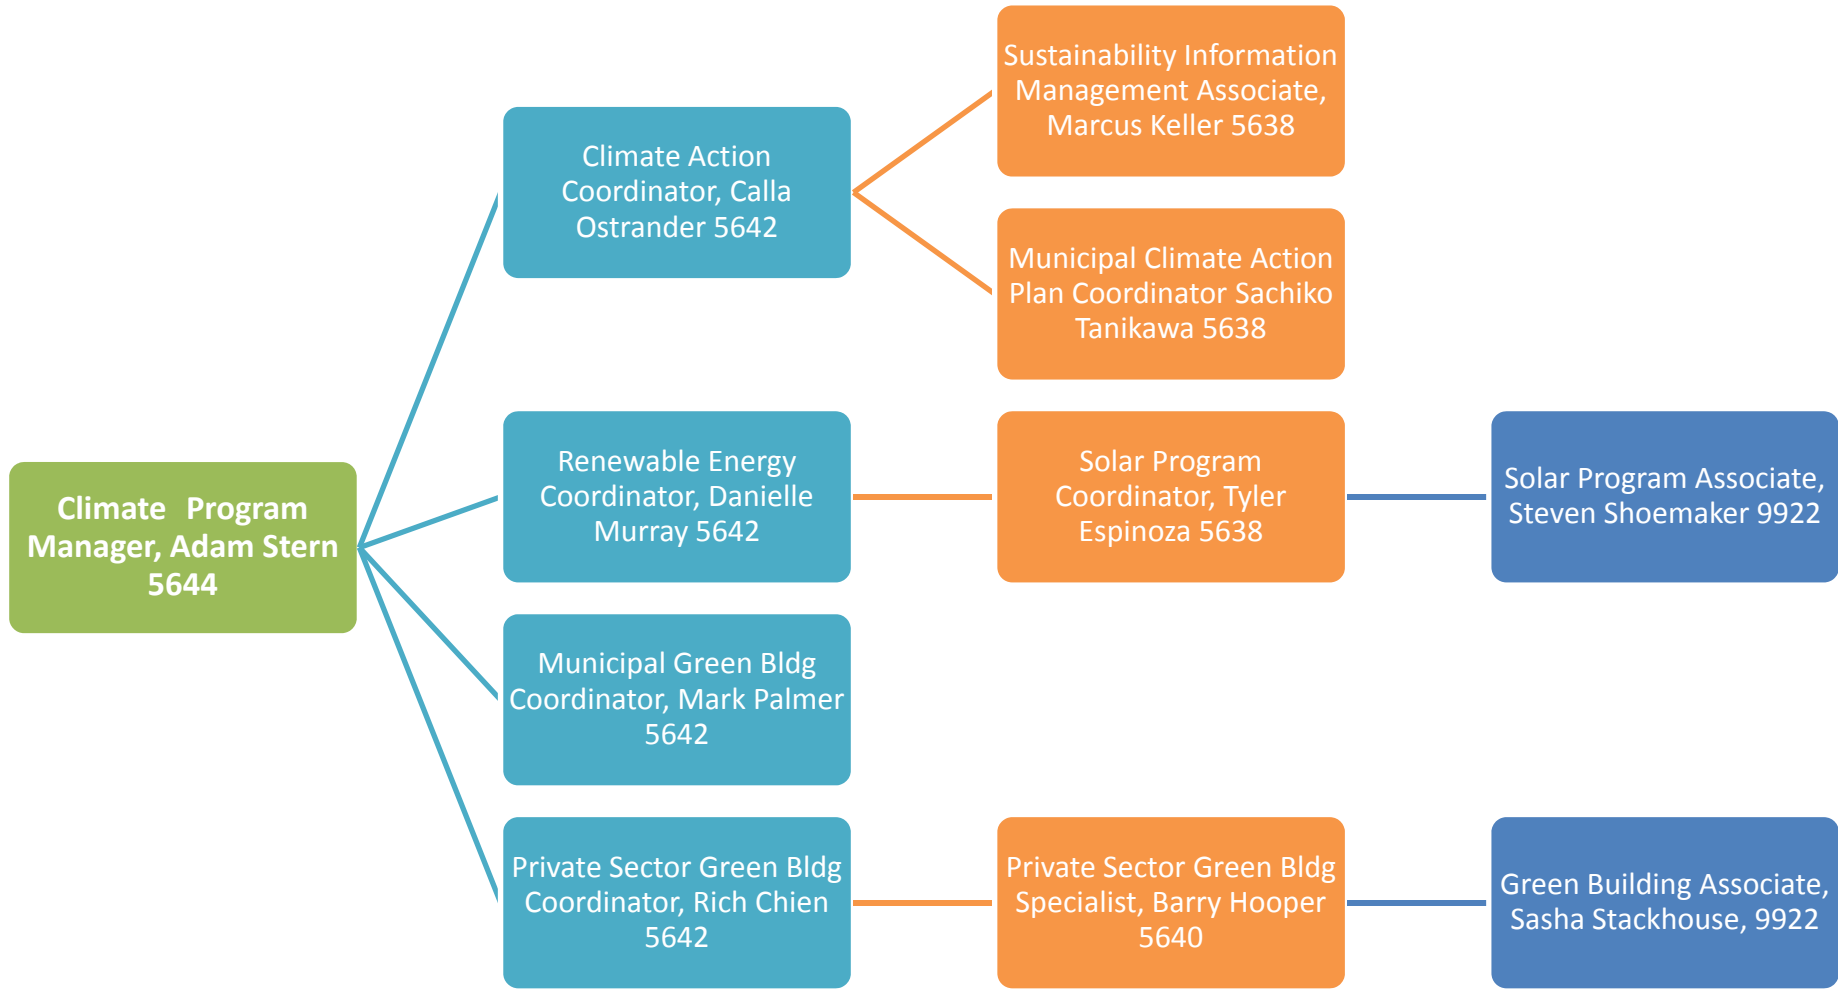 Climate Program
Manager, Adam Stern
5644
Climate Action
Coordinator, Calla
Ostrander 5642
Sustainability Information
Management Associate,
Marcus Keller 5638
Municipal Climate Action
Plan Coordinator Sachiko
Tanikawa 5638
Renewable Energy
Coordinator, Danielle
Murray 5642
Solar Program
Coordinator, Tyler
Espinoza 5638
Solar Program Associate,
Steven Shoemaker 9922
Municipal Green Bldg
Coordinator, Mark Palmer
5642
Private Sector Green Bldg
Coordinator, Rich Chien
5642
Private Sector Green Bldg
Specialist, Barry Hooper
5640
Green Building Associate,
Sasha Stackhouse, 9922